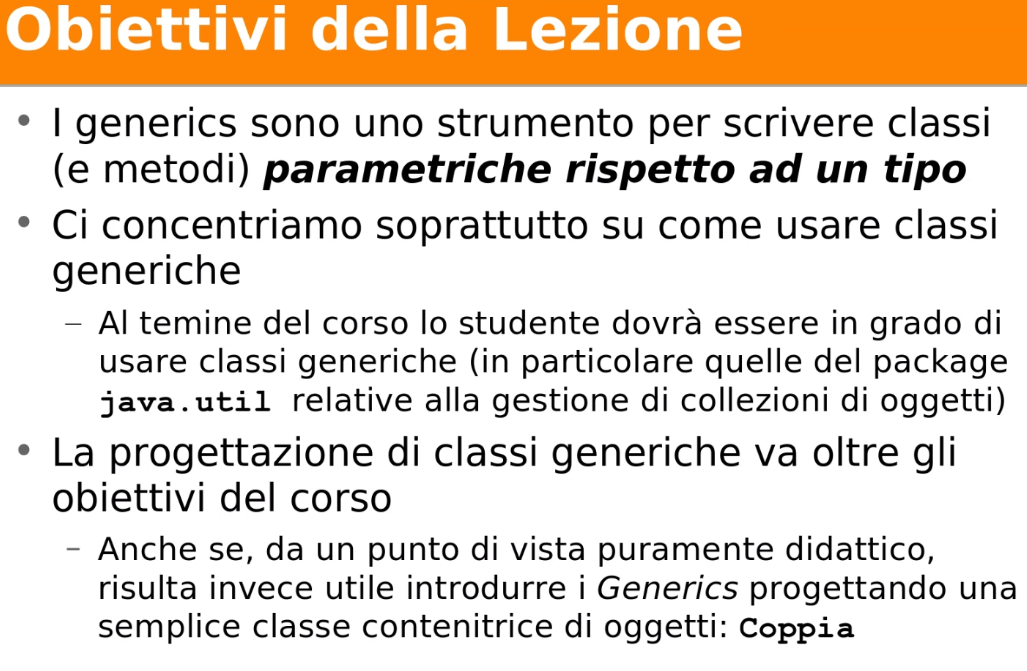 Obiettivi della Lezione
• I generics sono uno strumento per scrivere classi
(e metodi) parametriche rispetto ad un tipo
• Ci concentriamo soprattutto su come usare classi
generiche
– Al temine del corso lo studente dovrà essere in grado di
usare classi generiche (in particolare quelle del package
java.util relative alla gestione di collezioni di oggetti)
• La progettazione di classi generiche va oltre gli
obiettivi del corso
– Anche se, da un punto di vista puramente didattico,
risulta invece utile introdurre i Generics progettando una
semplice classe contenitrice di oggetti: Coppia